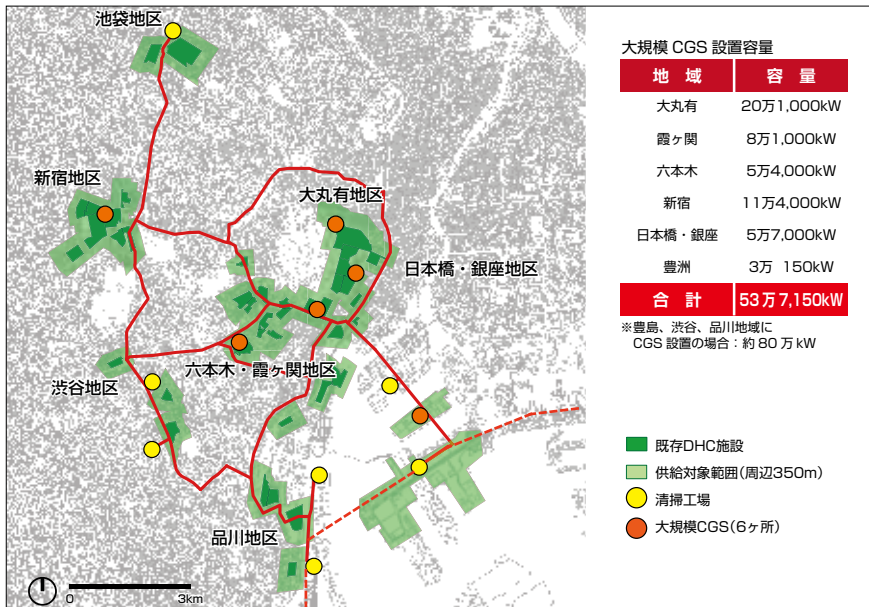 池袋地区
新宿地区
大丸有地区
日本橋・銀座地区
六本木・霞ヶ関地区
渋谷地区
品川地区
0 3km
大規模 CGS 設置容量
地 域 容 量
大丸有 20万1,000kW
霞ヶ関 8万1,000kW
六本木 5万4,000kW
新宿 11万4,000kW
日本橋・銀座 5万7,000kW
豊洲 3万 150kW
合 計 53万7,150kW
※豊島、渋谷、品川地域に
CGS 設置の場合：約80万kW
既存DHC施設
供給対象範囲(周辺350m)
清掃工場
大規模CGS(6ヶ所)